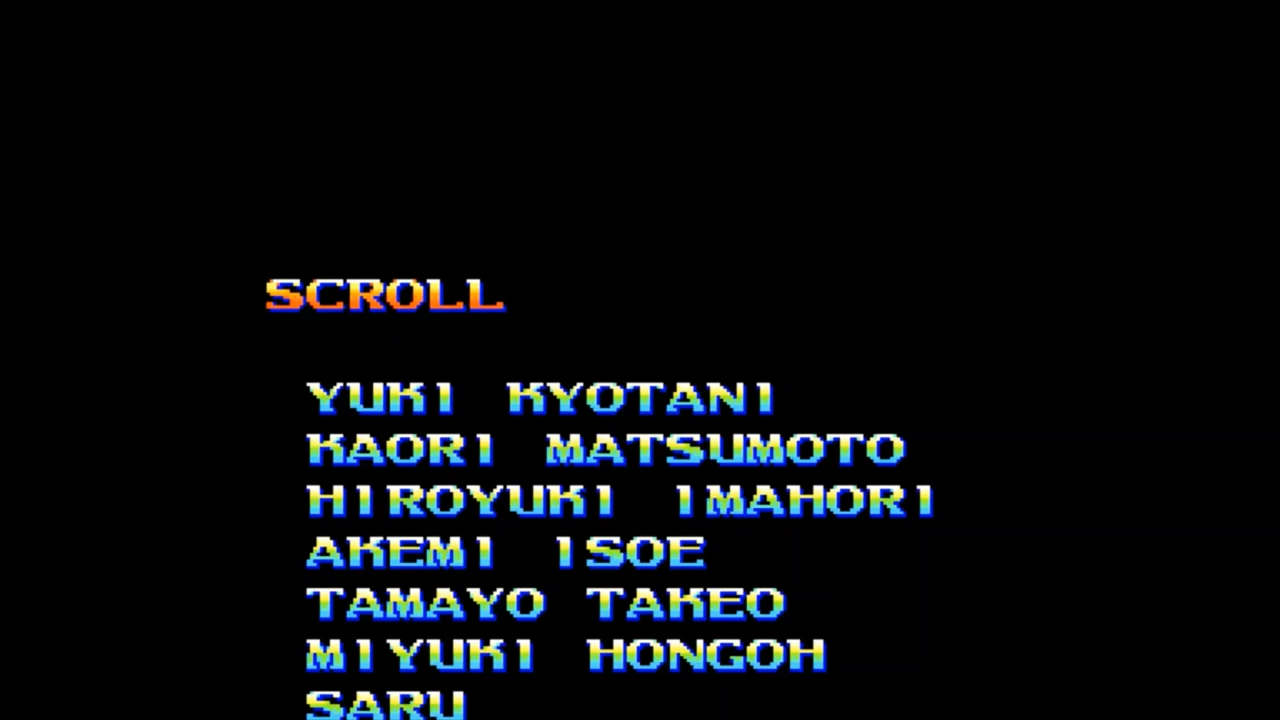 SCROLL
YUKI KYOTANI
KAORI MATSUMOTO
HIROYUKI IMAHORI
AKEMI ISOE
TAMAYO TAKEO
MIYUKI HONGOH
SARU